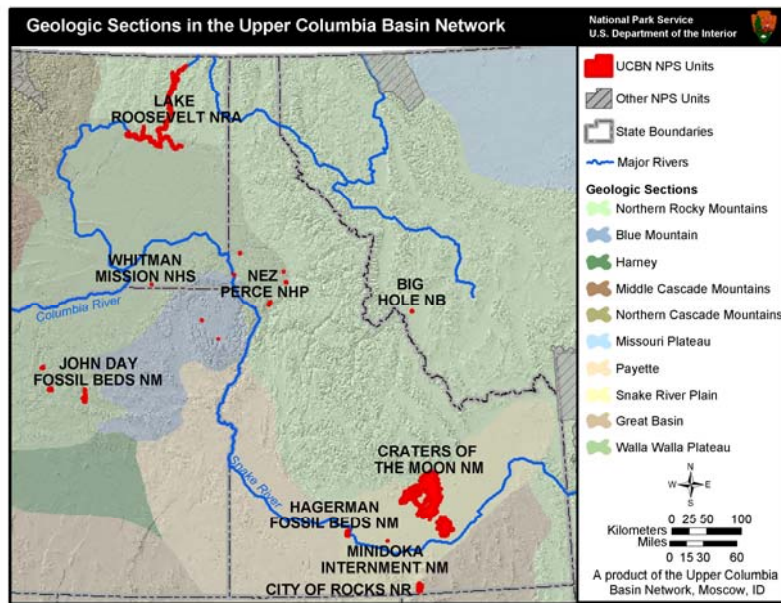 Geologic Sections in the Upper Columbia Basin Network
National Park Service
U.S. Department of the Interior
LAKE
ROOSEVELT NRA
WHITMAN
MISSION NHS
NEZ
PERCE NHP
BIG
HOLE NB
Columbia River
JOHN DAY
FOSSIL BEDS NM
CRATERS OF
THE MOON NM
Snake River
HAGERMAN
FOSSIL BEDS NM
MINIDOKA
INTERNMENT NM
CITY OF ROCKS NR
UCBN NPS Units
Other NPS Units
State Boundaries
Major Rivers
Geologic Sections
Northern Rocky Mountains
Blue Mountain
Harney
Middle Cascade Mountains
Northern Cascade Mountains
Missouri Plateau
Payette
Snake River Plain
Great Basin
Walla Walla Plateau
N
W E
S
0 25 50 100
Kilometers
Miles
0 15 30 60
A product of the Upper Columbia
Basin Network, Moscow, ID